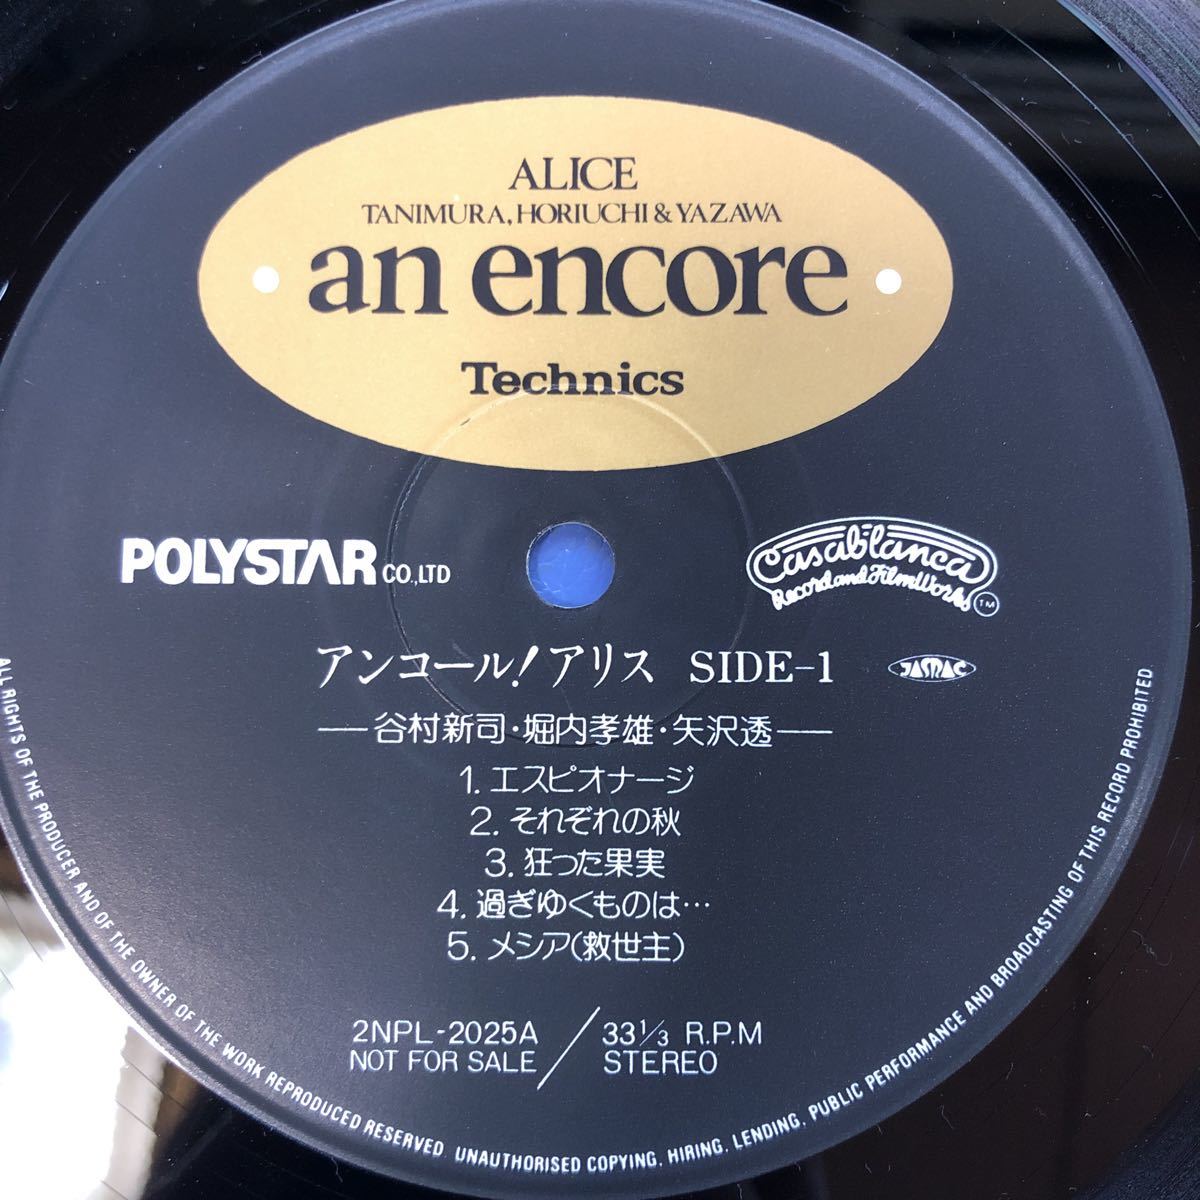 ALICE
TANIMURA, HORIUCHI & YAZAWA
an encore
Technics
POLYSTAR CO.,LTD
Casablanca
Record and FilmWorks TM
アンコール!アリス SIDE-1 JASRAC
—谷村新司・堀内孝雄・矢沢透—
1. エスピオナージ
2. それぞれの秋
3. 狂った果実
4. 過ぎゆくものは…
5. メシア(救世主)
2NPL-2025A / 33 1/3 R.P.M
NOT FOR SALE / STEREO
ALL RIGHTS OF THE PRODUCER AND OF THE OWNER OF THE WORK REPRODUCED RESERVED. UNAUTHORISED COPYING, HIRING, LENDING, PUBLIC PERFORMANCE AND BROADCASTING OF THIS RECORD PROHIBITED